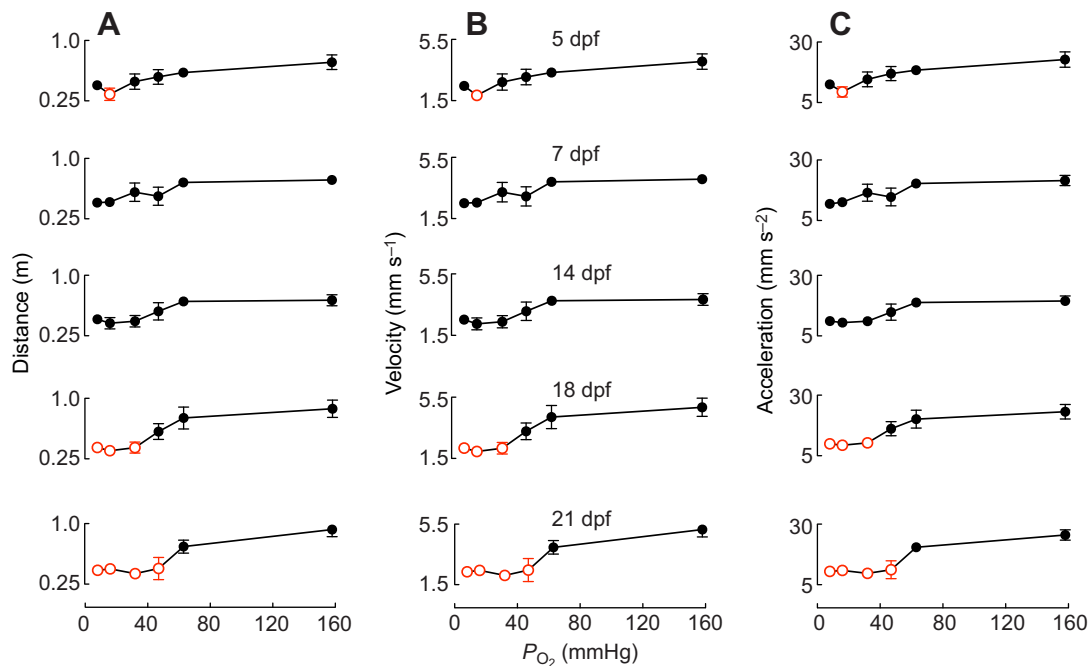 A B C
5 dpf
1.0 5.5 30
0.25 1.5 5
7 dpf
1.0 5.5 30
0.25 1.5 5
14 dpf
1.0 5.5 30
0.25 1.5 5
18 dpf
1.0 5.5 30
0.25 1.5 5
21 dpf
1.0 5.5 30
0.25 1.5 5
Distance (m)
Velocity (mm s–1)
Acceleration (mm s–2)
0 40 80 120 160 0 40 80 120 160 0 40 80 120 160
PO2 (mmHg)